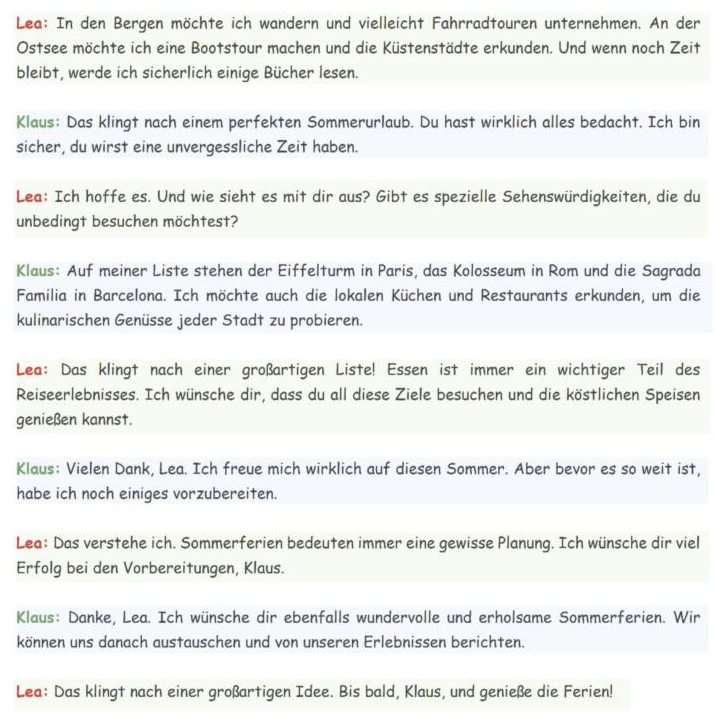 Lea: In den Bergen möchte ich wandern und vielleicht Fahrradtouren unternehmen. An der
Ostsee möchte ich eine Bootstour machen und die Küstenstädte erkunden. Und wenn noch Zeit
bleibt, werde ich sicherlich einige Bücher lesen.
Klaus: Das klingt nach einem perfekten Sommerurlaub. Du hast wirklich alles bedacht. Ich bin
sicher, du wirst eine unvergessliche Zeit haben.
Lea: Ich hoffe es. Und wie sieht es mit dir aus? Gibt es spezielle Sehenswürdigkeiten, die du
unbedingt besuchen möchtest?
Klaus: Auf meiner Liste stehen der Eiffelturm in Paris, das Kolosseum in Rom und die Sagrada
Familia in Barcelona. Ich möchte auch die lokalen Küchen und Restaurants erkunden, um die
kulinarischen Genüsse jeder Stadt zu probieren.
Lea: Das klingt nach einer großartigen Liste! Essen ist immer ein wichtiger Teil des
Reiseerlebnisses. Ich wünsche dir, dass du all diese Ziele besuchen und die köstlichen Speisen
genießen kannst.
Klaus: Vielen Dank, Lea. Ich freue mich wirklich auf diesen Sommer. Aber bevor es so weit ist,
habe ich noch einiges vorzubereiten.
Lea: Das verstehe ich. Sommerferien bedeuten immer eine gewisse Planung. Ich wünsche dir viel
Erfolg bei den Vorbereitungen, Klaus.
Klaus: Danke, Lea. Ich wünsche dir ebenfalls wundervolle und erholsame Sommerferien. Wir
können uns danach austauschen und von unseren Erlebnissen berichten.
Lea: Das klingt nach einer großartigen Idee. Bis bald, Klaus, und genieße die Ferien!